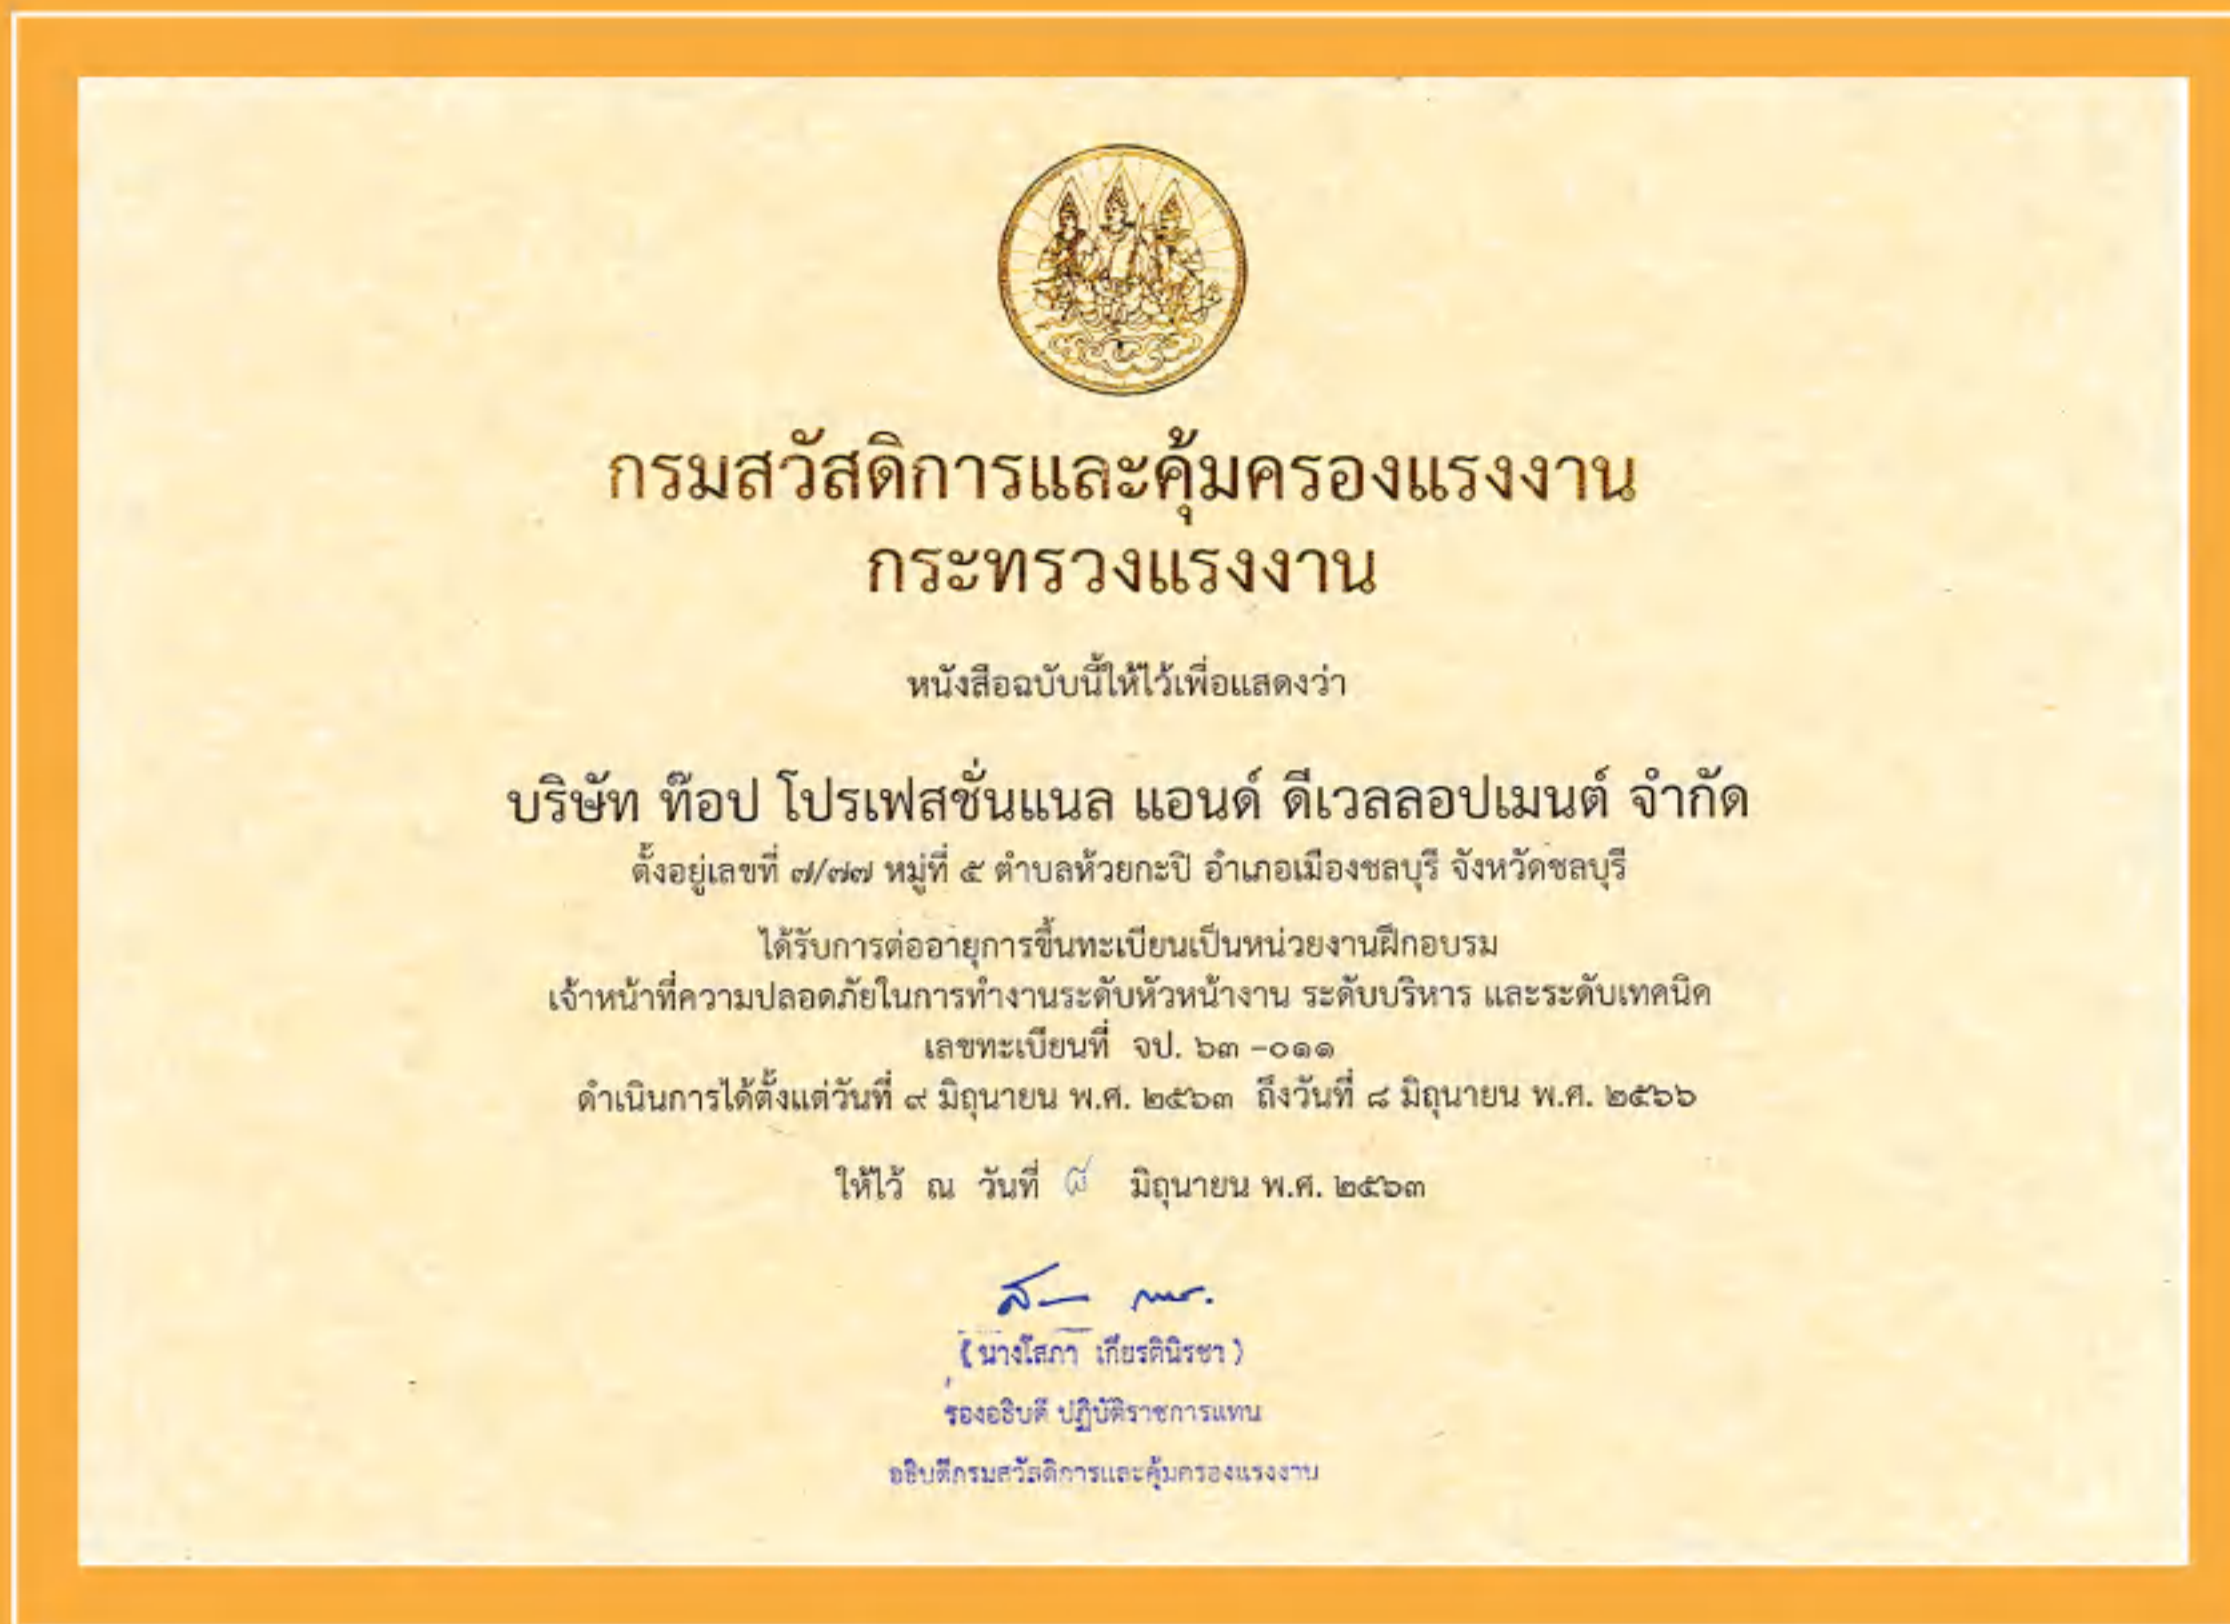 กรมสวัสดิการและคุ้มครองแรงงาน
กระทรวงแรงงาน
หนังสือฉบับนี้ให้ไว้เพื่อแสดงว่า
บริษัท ท๊อป โปรเฟสชั่นแนล แอนด์ ดีเวลลอปเมนต์ จำกัด
ตั้งอยู่เลขที่ ๗/๗๗ หมู่ที่ ๕ ตำบลห้วยกะปิ อำเภอเมืองชลบุรี จังหวัดชลบุรี
ได้รับการต่ออายุการขึ้นทะเบียนเป็นหน่วยงานฝึกอบรม
เจ้าหน้าที่ความปลอดภัยในการทำงานระดับหัวหน้างาน ระดับบริหาร และระดับเทคนิค
เลขทะเบียนที่ จป. ๖๓ -๐๑๑
ดำเนินการได้ตั้งแต่วันที่ ๙ มิถุนายน พ.ศ. ๒๕๖๓ ถึงวันที่ ๘ มิถุนายน พ.ศ. ๒๕๖๖
ให้ไว้ ณ วันที่ ๘ มิถุนายน พ.ศ. ๒๕๖๓
(นางโสภา เกียรตินิรชา)
รองอธิบดี ปฏิบัติราชการแทน
อธิบดีกรมสวัสดิการและคุ้มครองแรงงาน